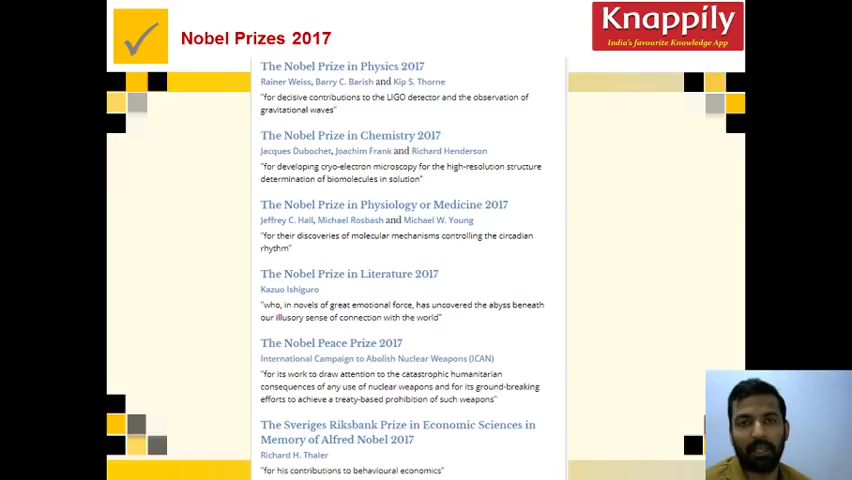 Nobel Prizes 2017
Knappily
India's favourite Knowledge App
The Nobel Prize in Physics 2017
Rainer Weiss, Barry C. Barish and Kip S. Thorne
"for decisive contributions to the LIGO detector and the observation of
gravitational waves"
The Nobel Prize in Chemistry 2017
Jacques Dubochet, Joachim Frank and Richard Henderson
"for developing cryo-electron microscopy for the high-resolution structure
determination of biomolecules in solution"
The Nobel Prize in Physiology or Medicine 2017
Jeffrey C. Hall, Michael Rosbash and Michael W. Young
"for their discoveries of molecular mechanisms controlling the circadian
rhythm"
The Nobel Prize in Literature 2017
Kazuo Ishiguro
"who, in novels of great emotional force, has uncovered the abyss beneath
our illusory sense of connection with the world"
The Nobel Peace Prize 2017
International Campaign to Abolish Nuclear Weapons (ICAN)
"for its work to draw attention to the catastrophic humanitarian
consequences of any use of nuclear weapons and for its ground-breaking
efforts to achieve a treaty-based prohibition of such weapons"
The Sveriges Riksbank Prize in Economic Sciences in
Memory of Alfred Nobel 2017
Richard H. Thaler
"for his contributions to behavioural economics"